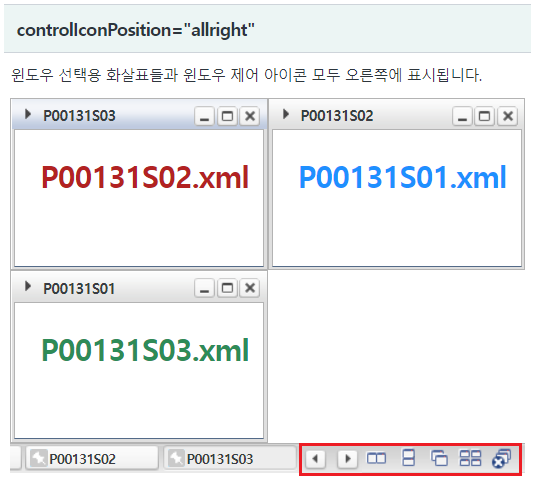 controlIconPosition="allright"
윈도우 선택용 화살표들과 윈도우 제어 아이콘 모두 오른쪽에 표시됩니다.
P00131S03
P00131S02
P00131S02.xml
P00131S01.xml
P00131S01
P00131S03.xml
P00131S02
P00131S03